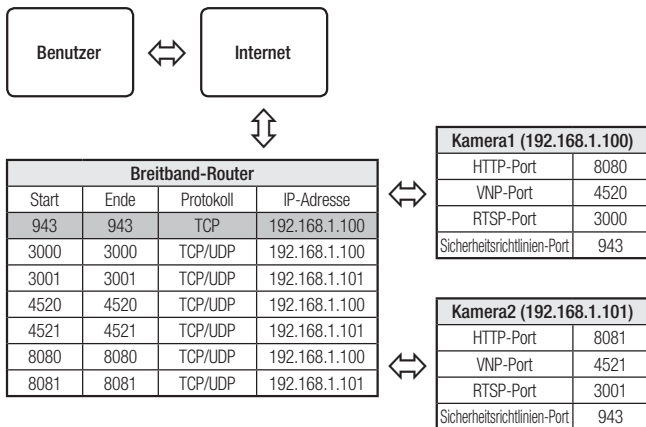 Benutzer
Internet
Breitband-Router
Start Ende Protokoll IP-Adresse
943 943 TCP 192.168.1.100
3000 3000 TCP/UDP 192.168.1.100
3001 3001 TCP/UDP 192.168.1.101
4520 4520 TCP/UDP 192.168.1.100
4521 4521 TCP/UDP 192.168.1.101
8080 8080 TCP/UDP 192.168.1.100
8081 8081 TCP/UDP 192.168.1.101
Kamera1 (192.168.1.100)
HTTP-Port 8080
VNP-Port 4520
RTSP-Port 3000
Sicherheitsrichtlinien-Port 943
Kamera2 (192.168.1.101)
HTTP-Port 8081
VNP-Port 4521
RTSP-Port 3001
Sicherheitsrichtlinien-Port 943